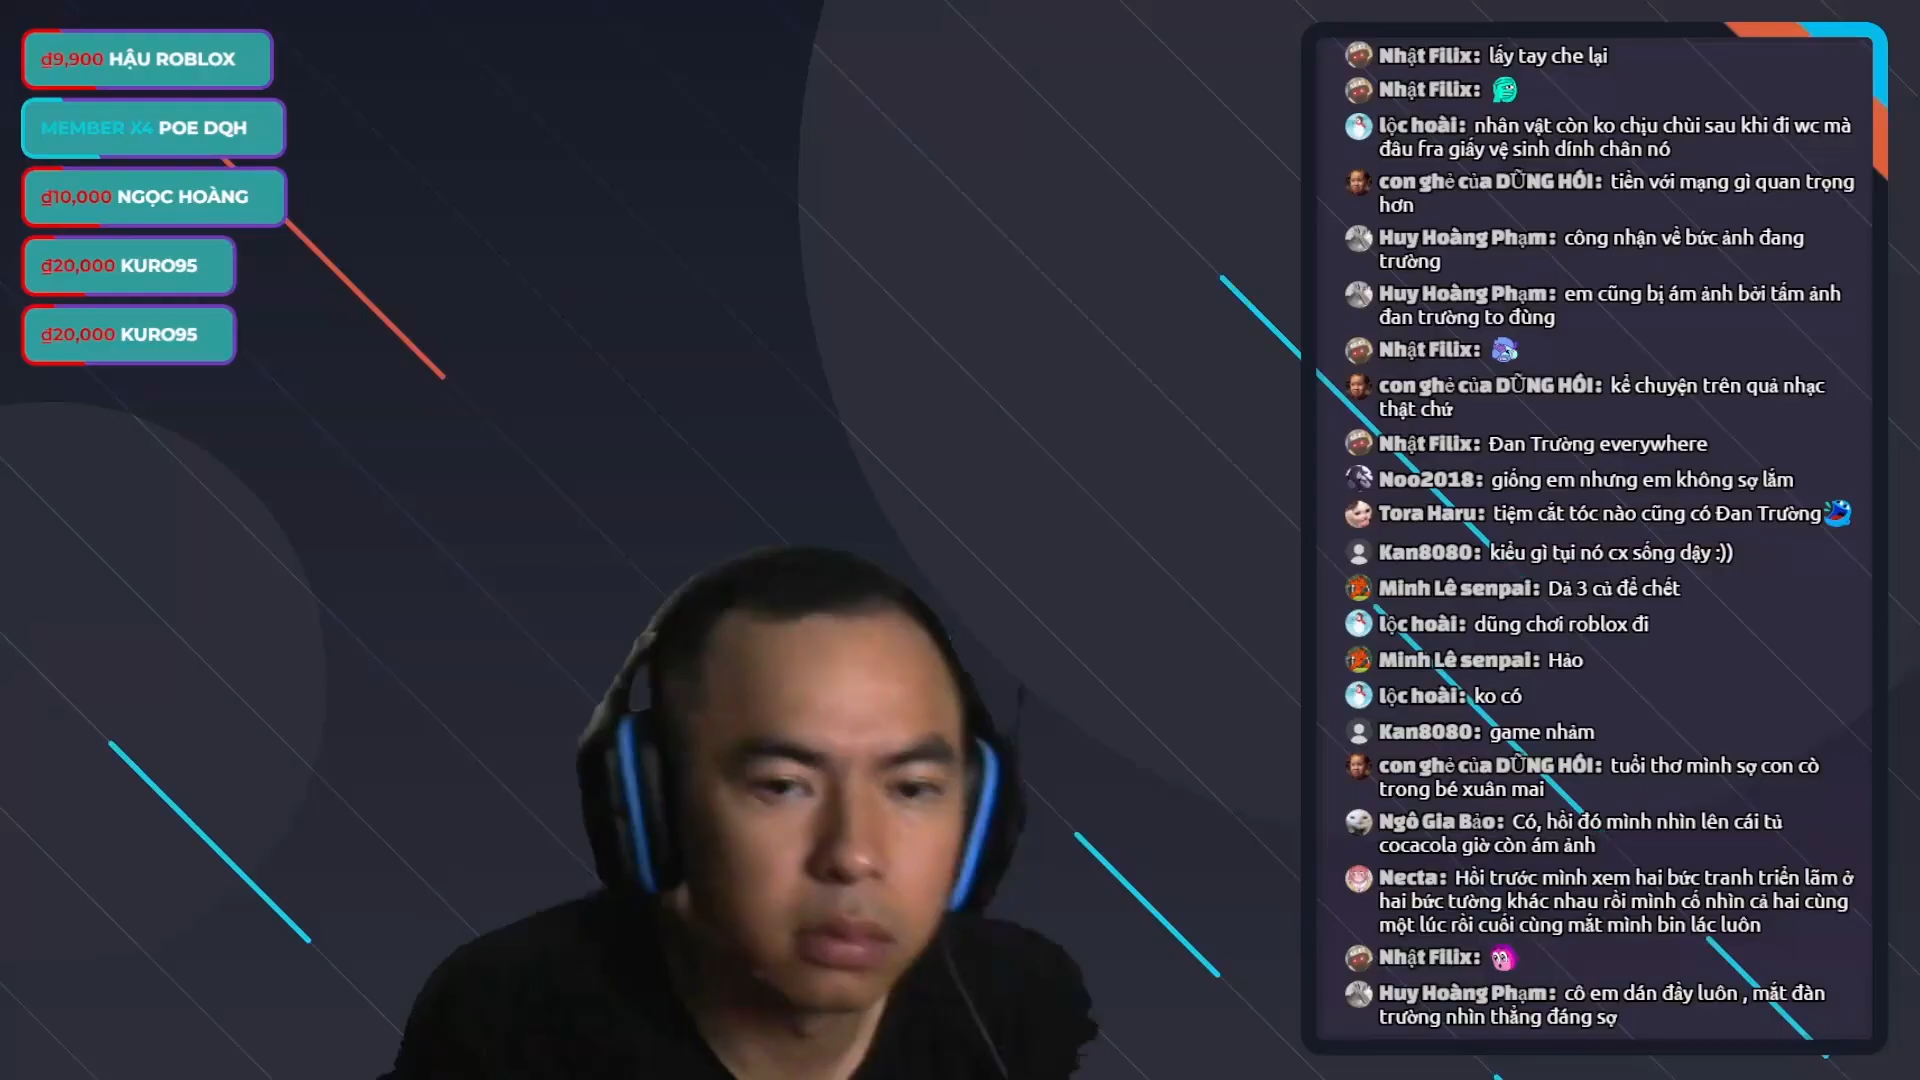 ₫9,900 HẬU ROBLOX
MEMBER X4 POE DQH
₫10,000 NGỌC HOÀNG
₫20,000 KURO95
₫20,000 KURO95
Nhật Filix: lấy tay che lại
Nhật Filix:
lộc hoài: nhân vật còn ko chịu chùi sau khi đi wc mà
đâu fra giấy vệ sinh dính chân nó
con ghẻ của DŨNG HÓI: tiền với mạng gì quan trọng
hơn
Huy Hoàng Phạm: công nhận về bức ảnh đang
trường
Huy Hoàng Phạm: em cũng bị ám ảnh bởi tấm ảnh
đan trường to đùng
Nhật Filix:
con ghẻ của DŨNG HÓI: kể chuyện trên quả nhạc
thật chứ
Nhật Filix: Đan Trường everywhere
Noo2018: giống em nhưng em không sợ lắm
Tora Haru: tiệm cắt tóc nào cũng có Đan Trường
Kan8080: kiểu gì tụi nó cx sống dậy :))
Minh Lê senpai: Dả 3 củ để chết
lộc hoài: dũng chơi roblox đi
Minh Lê senpai: Hảo
lộc hoài: ko có
Kan8080: game nhảm
con ghẻ của DŨNG HÓI: tuổi thơ mình sợ con cò
trong bé xuân mai
Ngô Gia Bảo: Có, hồi đó mình nhìn lên cái tủ
cocacola giờ còn ám ảnh
Necta: Hồi trước mình xem hai bức tranh triển lãm ở
hai bức tường khác nhau rồi mình cố nhìn cả hai cùng
một lúc rồi cuối cùng mắt mình bin lác luôn
Nhật Filix:
Huy Hoàng Phạm: cô em dán đầy luôn , mắt đàn
trường nhìn thẳng đáng sợ